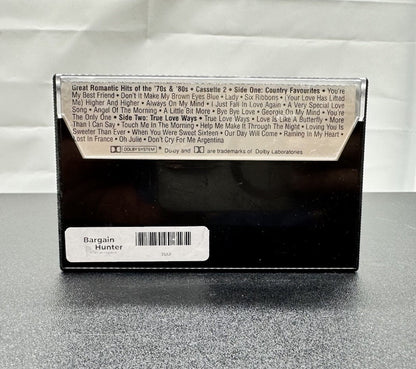 Great Romantic Hits of the '70s & '80s • Cassette 2 • Side One: Country Favourites • You're
My Best Friend • Don't It Make My Brown Eyes Blue • Lady • Six Ribbons • (Your Love Has Lifted
Me) Higher And Higher • Always On My Mind • (I Just Fall In Love Again • A Very Special Love
Song • Angel Of The Morning • A Little Bit More • Bye Bye Love • Georgia On My Mind • You're
The Only One • Side Two: True Love Ways • True Love Ways • Love Is Like A Butterfly • More
Than I Can Say • Touch Me In The Morning • Help Me Make It Through The Night • Loving You Is
Sweeter Than Ever • When You Were Sweet Sixteen • Our Day Will Come • Raining In My Heart •
Lost In France • Oh Julie • Don't Cry For Me Argentina
DOLBY SYSTEM • Dolby and are trademarks of Dolby Laboratories
Bargain
Hunter